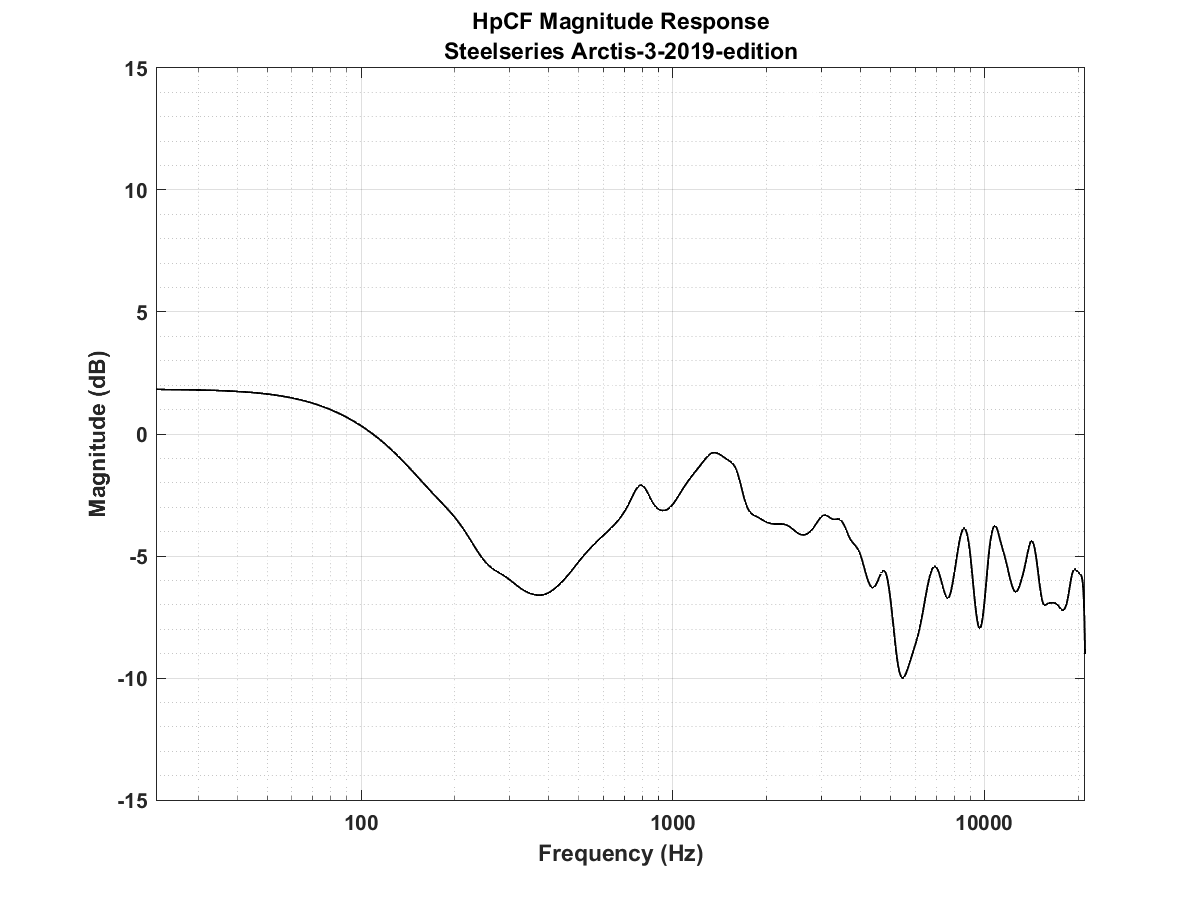 HpCF Magnitude Response
Steelseries Arctis-3-2019-edition
15
10
5
0
-5
-10
-15
Magnitude (dB)
100
1000
10000
Frequency (Hz)